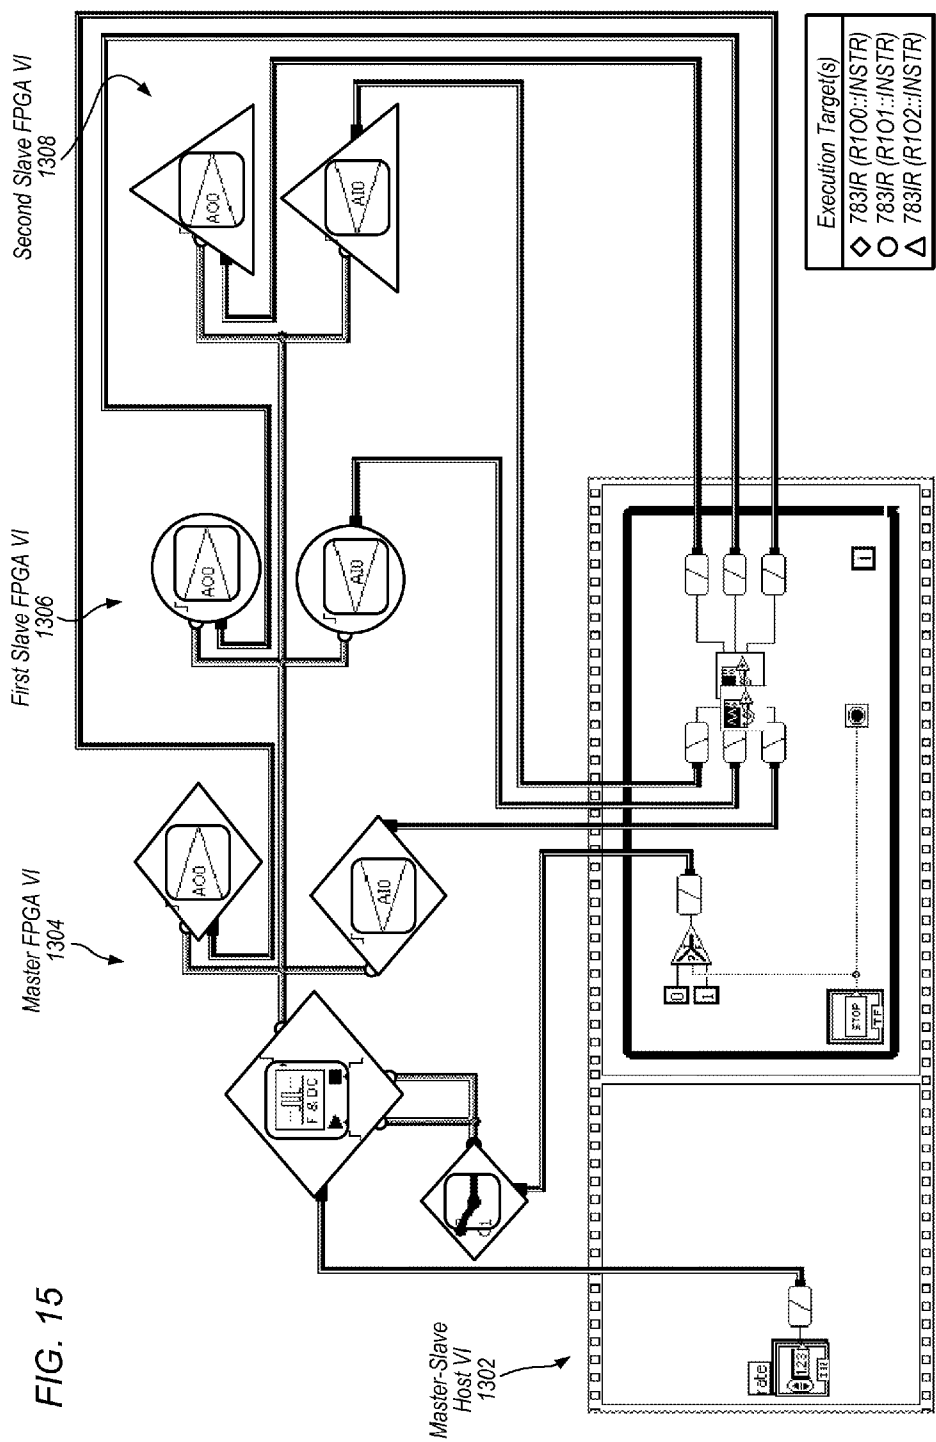 FIG. 15
Master FPGA VI
1304
First Slave FPGA VI
1306
Second Slave FPGA VI
1308
AO0
AO0
AO0
F & DC
AI0
AI0
AI0
Master-Slave
Host VI
1302
rate
123
0
1
STOP
TF
i
Execution Target(s)
783IR (R1O0::INSTR)
783IR (R1O1::INSTR)
783IR (R1O2::INSTR)